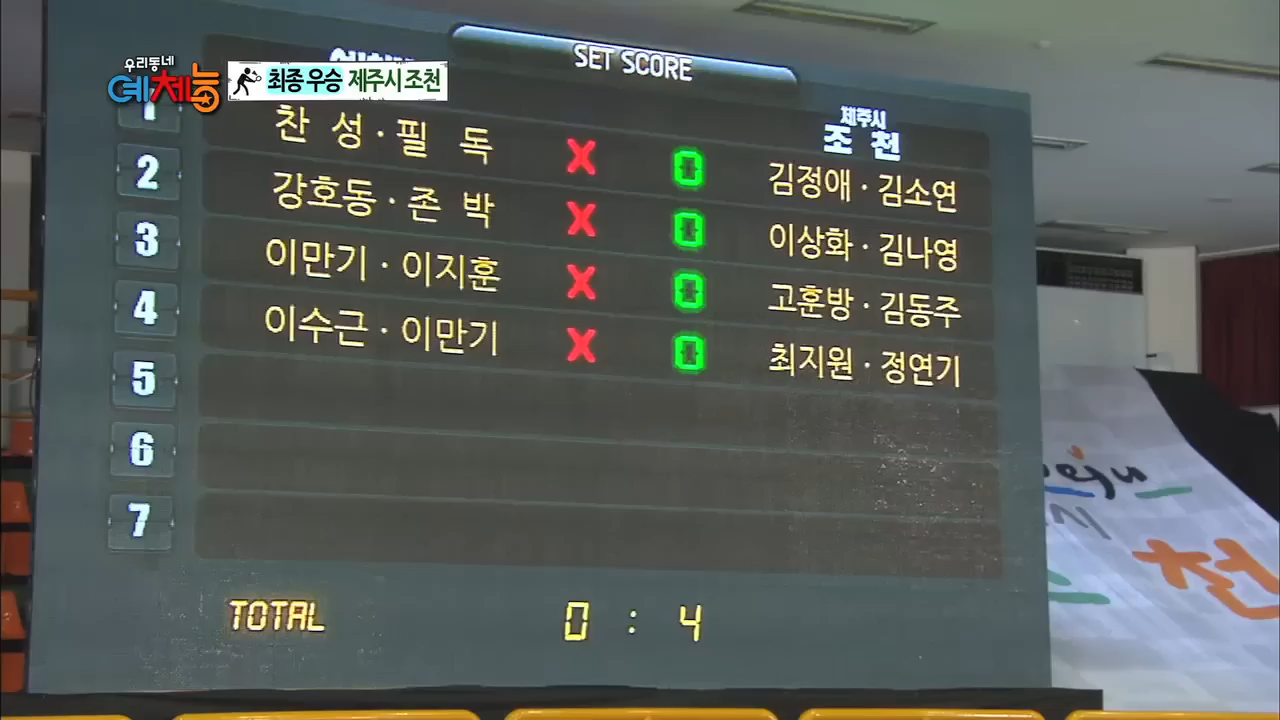 우리동네
예체능
최종 우승 제주시 조천
SET SCORE
제주시
조천
1 찬 성 · 필 독 X O 김정애 · 김소연
2 강호동 · 존 박 X O 이상화 · 김나영
3 이만기 · 이지훈 X O 고훈방 · 김동주
4 이수근 · 이만기 X O 최지원 · 정연기
5
6
7
TOTAL 0 : 4
천